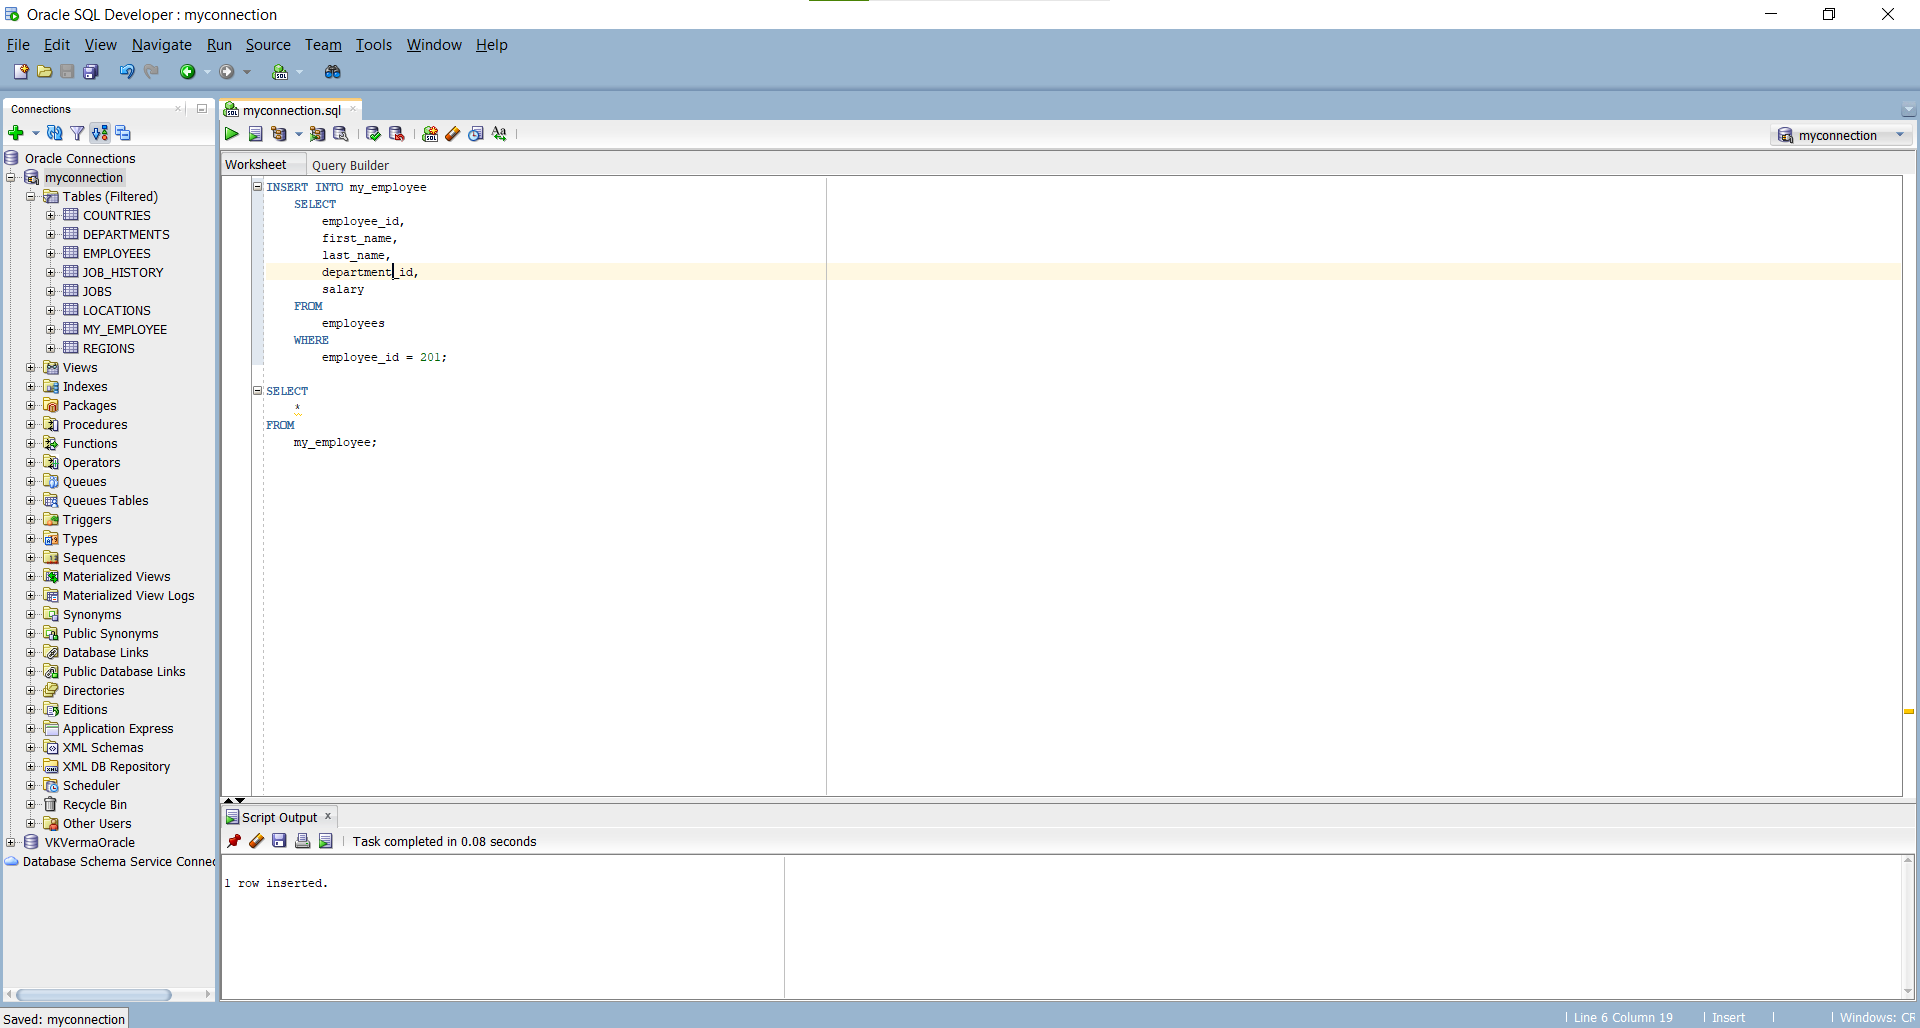 Oracle SQL Developer : myconnection
File Edit View Navigate Run Source Team Tools Window Help
Connections
myconnection.sql
myconnection
Oracle Connections
myconnection
Tables (Filtered)
COUNTRIES
DEPARTMENTS
EMPLOYEES
JOB_HISTORY
JOBS
LOCATIONS
MY_EMPLOYEE
REGIONS
Views
Indexes
Packages
Procedures
Functions
Operators
Queues
Queues Tables
Triggers
Types
Sequences
Materialized Views
Materialized View Logs
Synonyms
Public Synonyms
Database Links
Public Database Links
Directories
Editions
Application Express
XML Schemas
XML DB Repository
Scheduler
Recycle Bin
Other Users
VKVermaOracle
Database Schema Service Connec
Worksheet Query Builder
INSERT INTO my_employee
SELECT
employee_id,
first_name,
last_name,
department_id,
salary
FROM
employees
WHERE
employee_id = 201;
SELECT
*
FROM
my_employee;
Script Output
Task completed in 0.08 seconds
1 row inserted.
Saved: myconnection
Line 6 Column 19 Insert Windows: CR